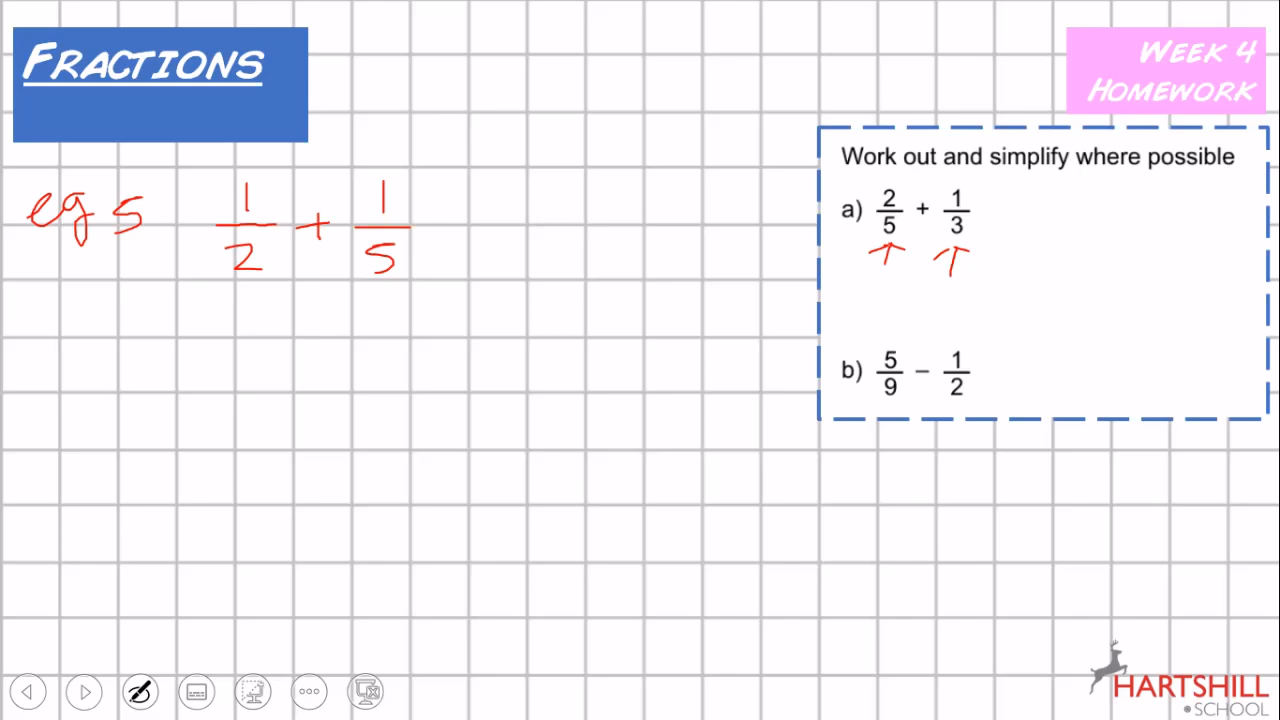 FRACTIONS
WEEK 4
HOMEWORK
Work out and simplify where possible
a) 2/5 + 1/3
b) 5/9 – 1/2
eg 5 1/2 + 1/5
HARTSHILL
•SCHOOL